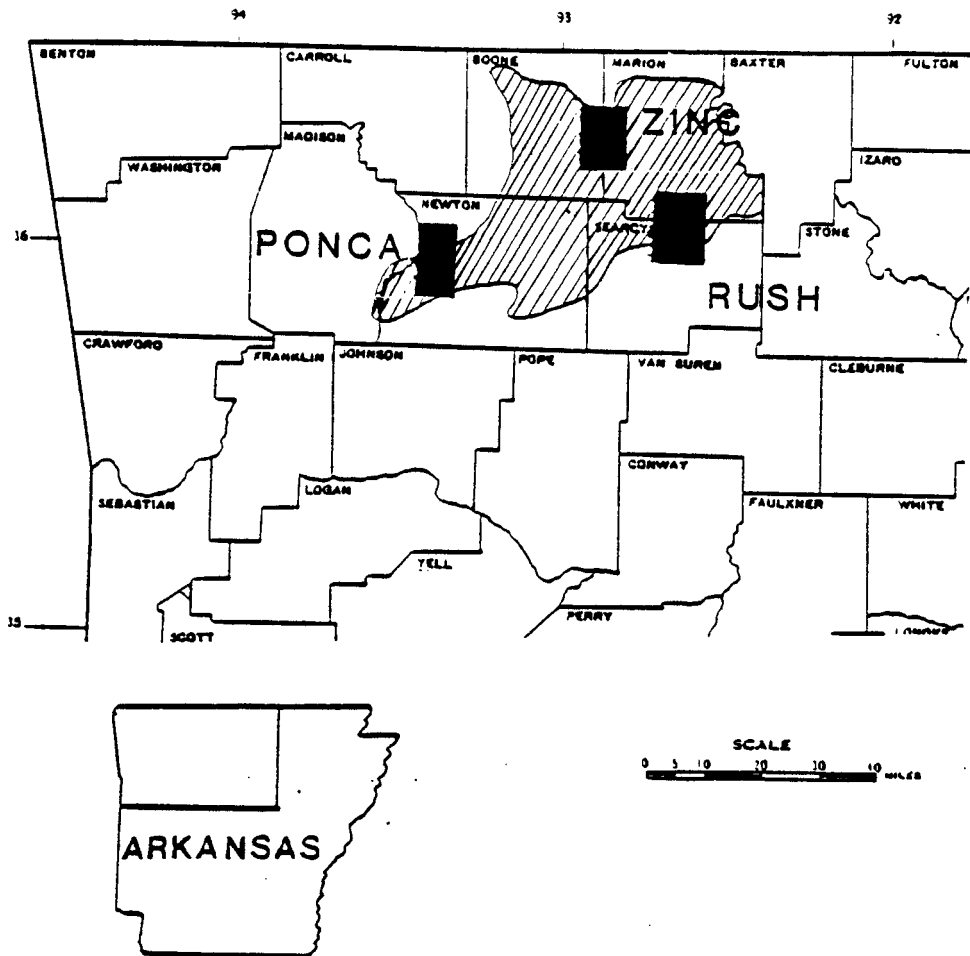 94 93 92
BENTON CARROLL BOONE MARION BAXTER FULTON
ZINC
MADISON
WASHINGTON IZARD
NEWTON
SEARCY STONE
36 PONCA
RUSH
CRAWFORD FRANKLIN JOHNSON POPE VAN BUREN CLEBURNE
CONWAY
SEBASTIAN LOGAN FAULKNER WHITE
YELL
35 PERRY
SCOTT LONOKE
SCALE
0 5 10 20 30 40
MILES
ARKANSAS